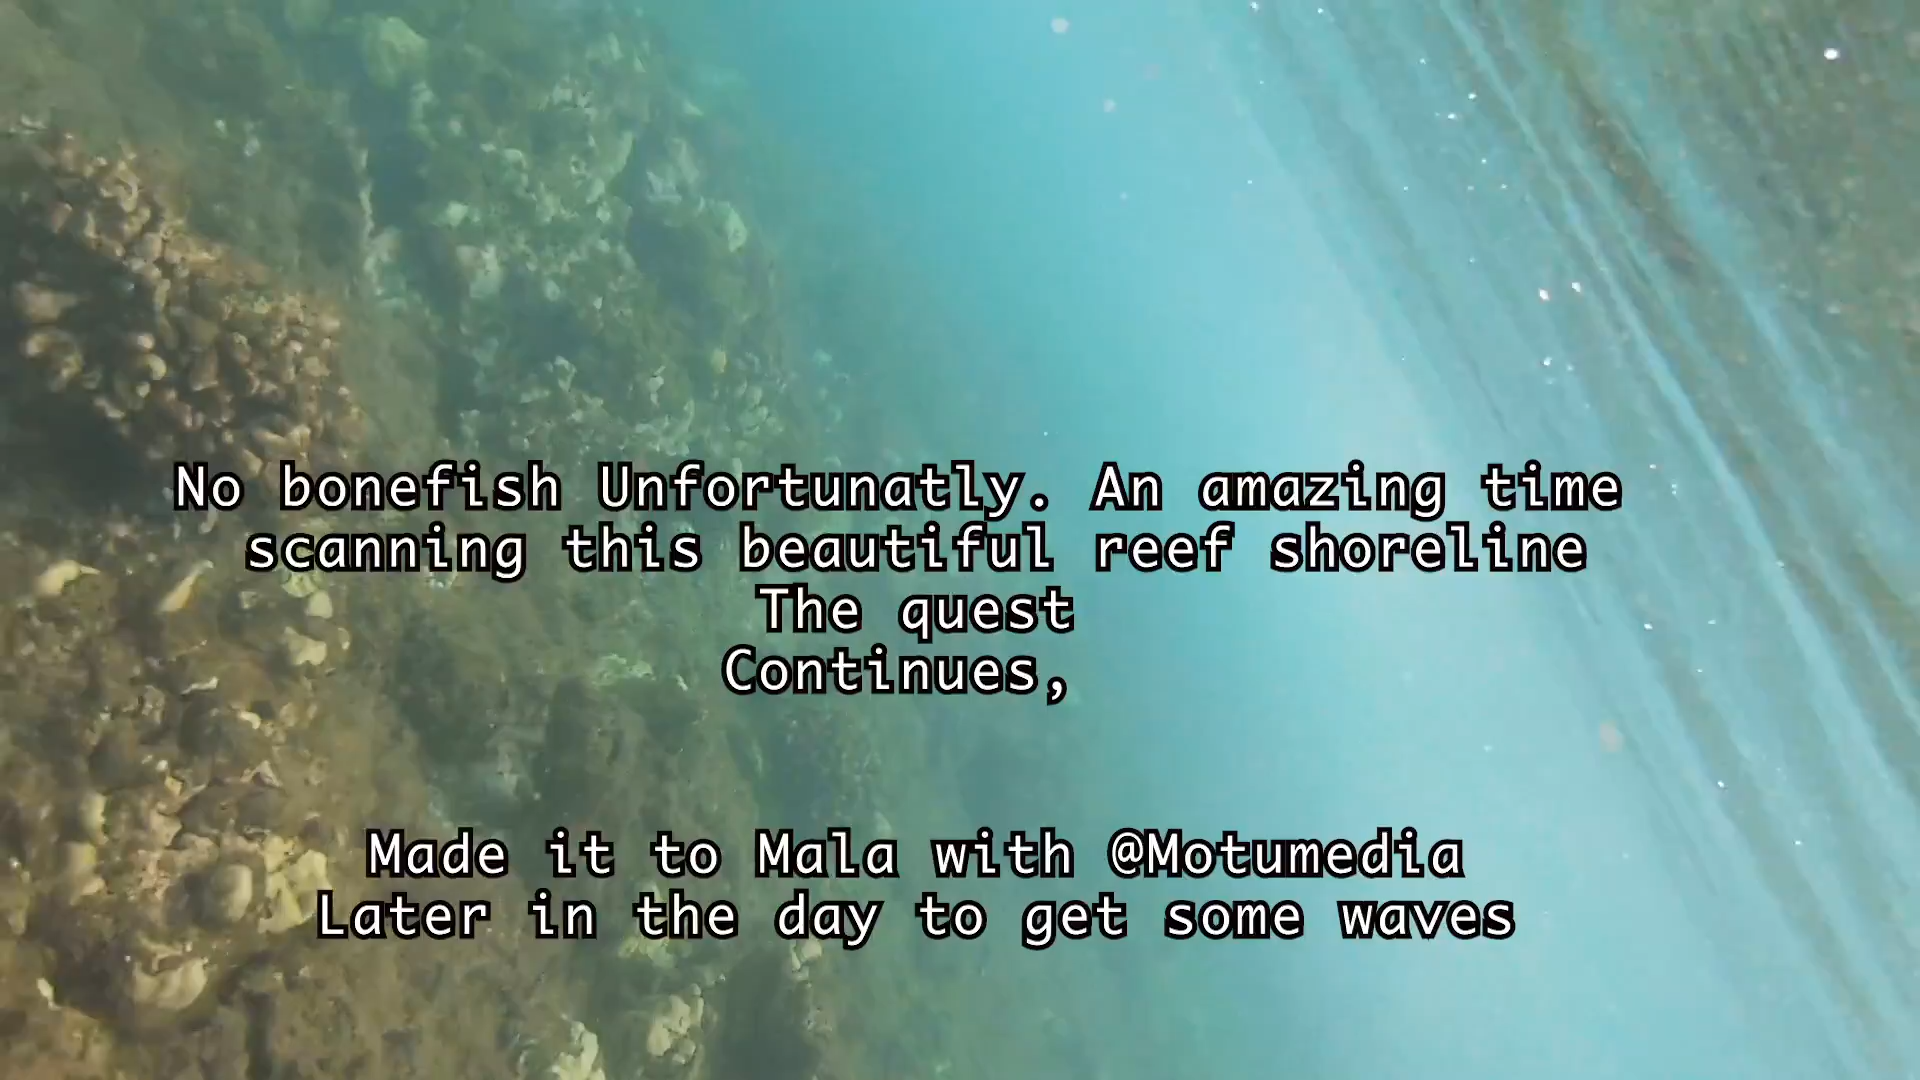 No bonefish Unfortunatly. An amazing time
scanning this beautiful reef shoreline
The quest
Continues,
Made it to Mala with @Motumedia
Later in the day to get some waves